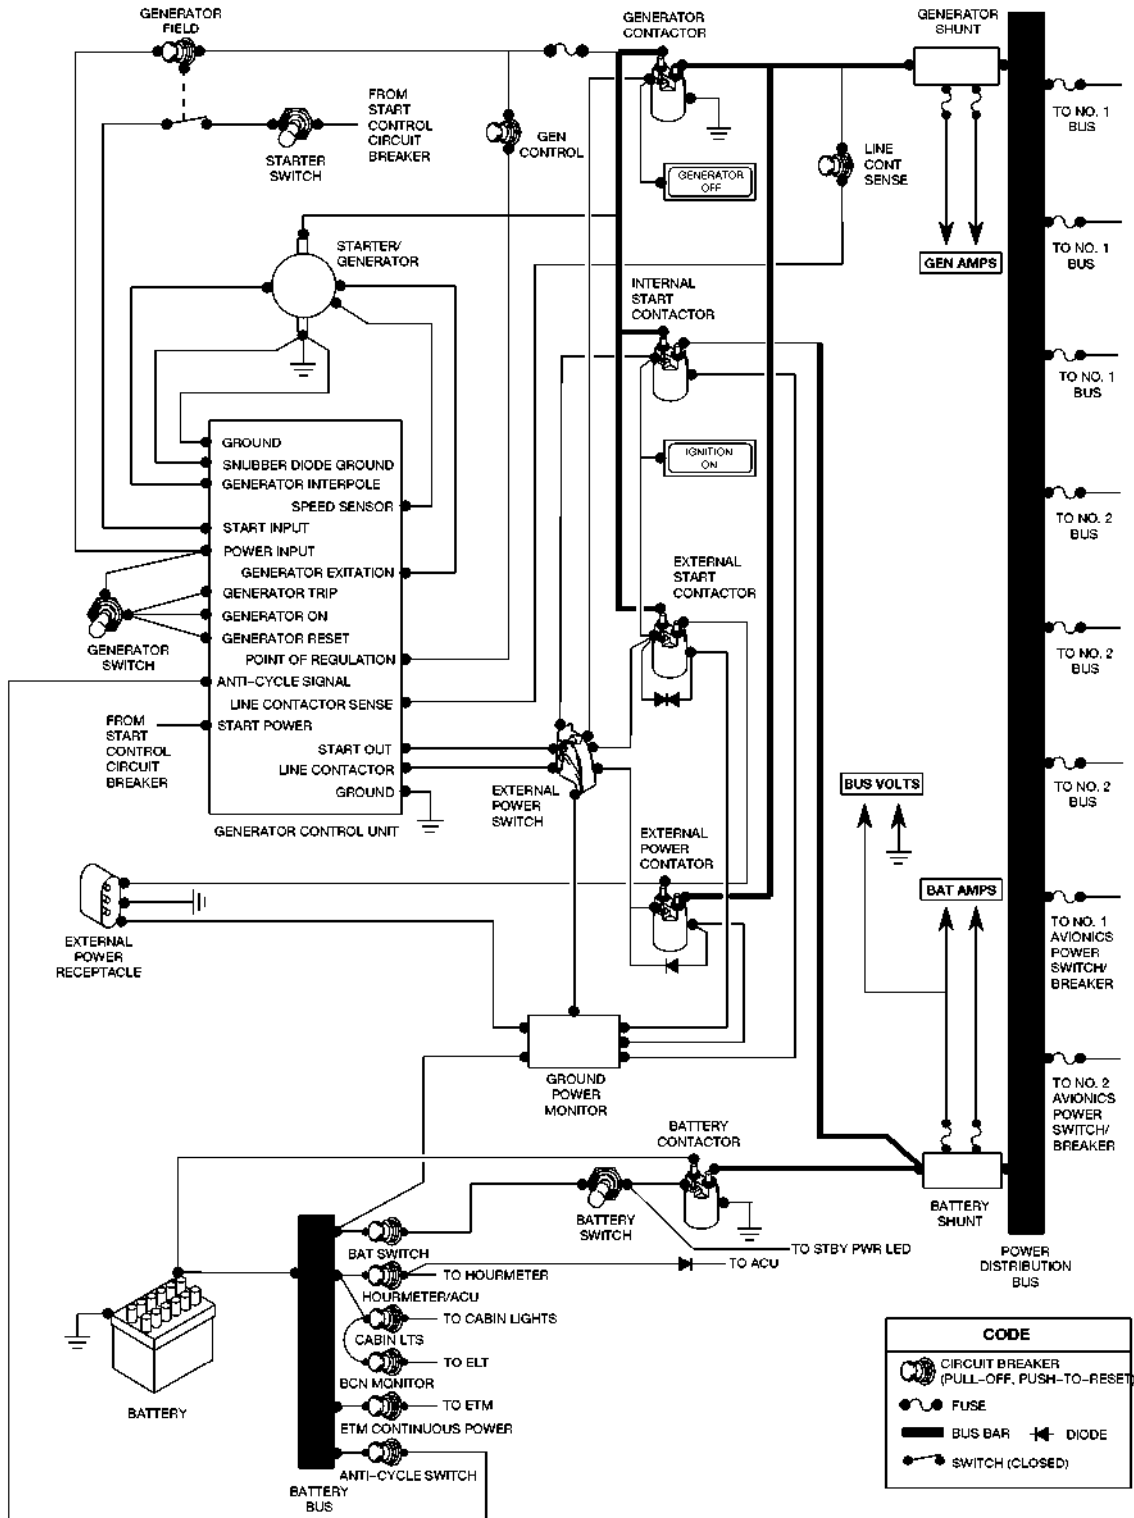 GENERATOR
FIELD
GENERATOR
CONTACTOR
GENERATOR
SHUNT
FROM
START
CONTROL
CIRCUIT
BREAKER
STARTER
SWITCH
GEN
CONTROL
LINE
CONT
SENSE
TO NO. 1
BUS
GENERATOR
OFF
STARTER/
GENERATOR
GEN AMPS
TO NO. 1
BUS
INTERNAL
START
CONTACTOR
TO NO. 1
BUS
GROUND
SNUBBER DIODE GROUND
GENERATOR INTERPOLE
SPEED SENSOR
START INPUT
POWER INPUT
GENERATOR EXITATION
GENERATOR TRIP
GENERATOR ON
GENERATOR RESET
POINT OF REGULATION
ANTI-CYCLE SIGNAL
LINE CONTACTOR SENSE
START POWER
START OUT
LINE CONTACTOR
GROUND
GENERATOR CONTROL UNIT
IGNITION
ON
TO NO. 2
BUS
EXTERNAL
START
CONTACTOR
GENERATOR
SWITCH
TO NO. 2
BUS
FROM
START
CONTROL
CIRCUIT
BREAKER
EXTERNAL
POWER
SWITCH
BUS VOLTS
TO NO. 2
BUS
EXTERNAL
POWER
CONTATOR
BAT AMPS
EXTERNAL
POWER
RECEPTACLE
TO NO. 1
AVIONICS
POWER
SWITCH/
BREAKER
GROUND
POWER
MONITOR
TO NO. 2
AVIONICS
POWER
SWITCH/
BREAKER
BATTERY
CONTACTOR
BATTERY
SWITCH
BATTERY
SHUNT
POWER
DISTRIBUTION
BUS
BAT SWITCH
TO STBY PWR LED
TO ACU
TO HOURMETER
HOURMETER/ACU
TO CABIN LIGHTS
CABIN LTS
TO ELT
BCN MONITOR
TO ETM
ETM CONTINUOUS POWER
ANTI-CYCLE SWITCH
BATTERY
BATTERY
BUS
CODE
CIRCUIT BREAKER
(PULL-OFF, PUSH-TO-RESET)
FUSE
BUS BAR
DIODE
SWITCH (CLOSED)